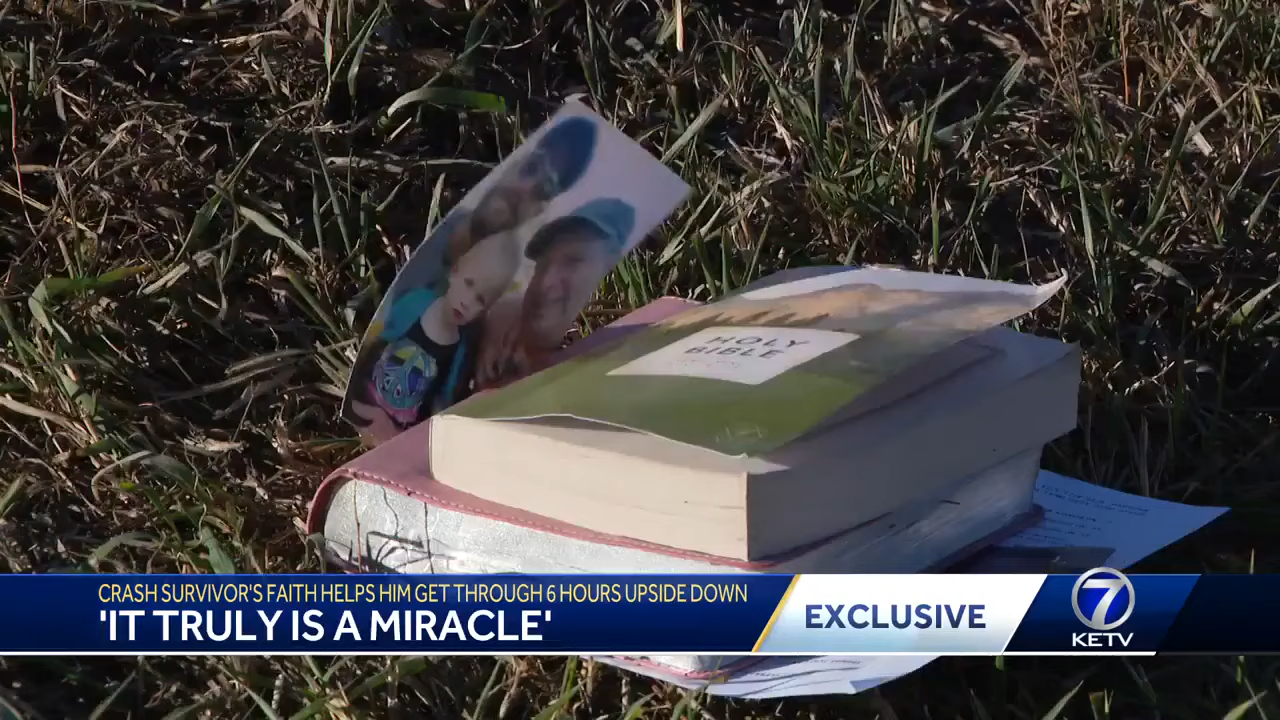 HOLY
BIBLE
CRASH SURVIVOR'S FAITH HELPS HIM GET THROUGH 6 HOURS UPSIDE DOWN
'IT TRULY IS A MIRACLE'
EXCLUSIVE
7
KETV